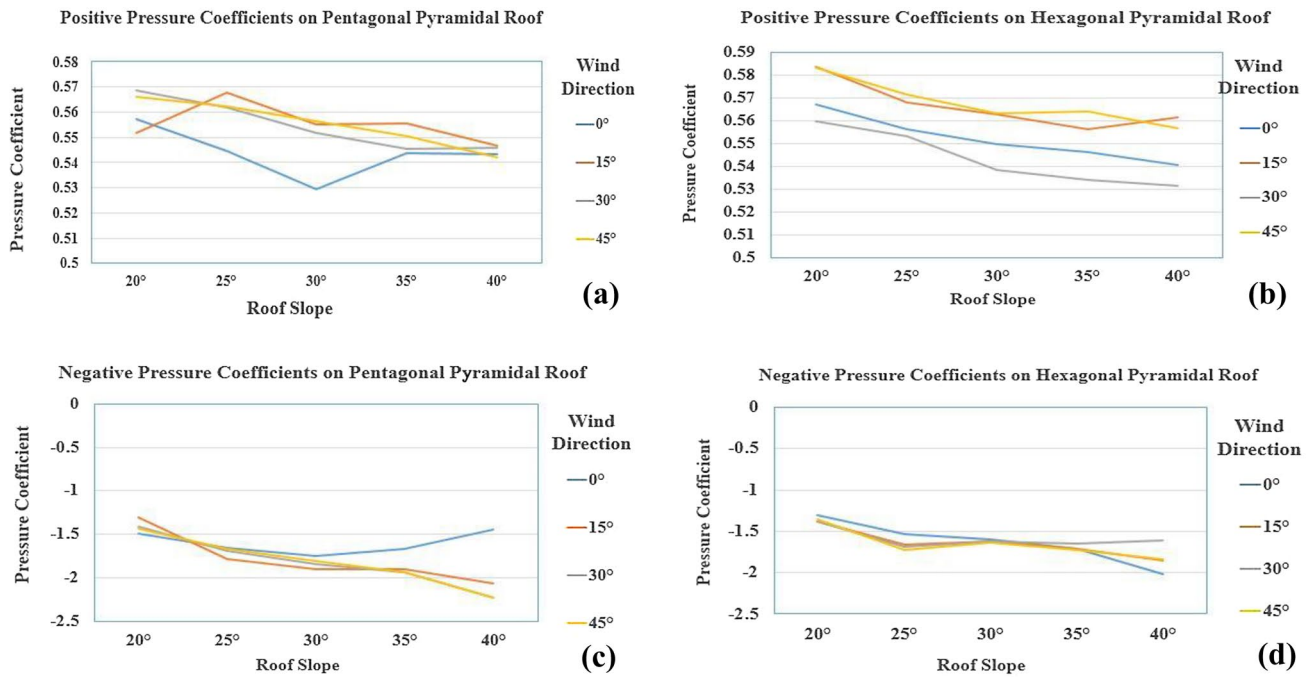 Positive Pressure Coefficients on Pentagonal Pyramidal Roof
Pressure Coefficient
0.58
0.57
0.56
0.55
0.54
0.53
0.52
0.51
0.5
20° 25° 30° 35° 40°
Roof Slope
Wind
Direction
0°
15°
30°
45°
(a)
Positive Pressure Coefficients on Hexagonal Pyramidal Roof
Pressure Coefficient
0.59
0.58
0.57
0.56
0.55
0.54
0.53
0.52
0.51
0.5
20° 25° 30° 35° 40°
Roof Slope
Wind
Direction
0°
15°
30°
45°
(b)
Negative Pressure Coefficients on Pentagonal Pyramidal Roof
Pressure Coefficient
0
-0.5
-1
-1.5
-2
-2.5
20° 25° 30° 35° 40°
Roof Slope
Wind
Direction
0°
15°
30°
45°
(c)
Negative Pressure Coefficients on Hexagonal Pyramidal Roof
Pressure Coefficient
0
-0.5
-1
-1.5
-2
-2.5
20° 25° 30° 35° 40°
Roof Slope
Wind
Direction
0°
15°
30°
45°
(d)